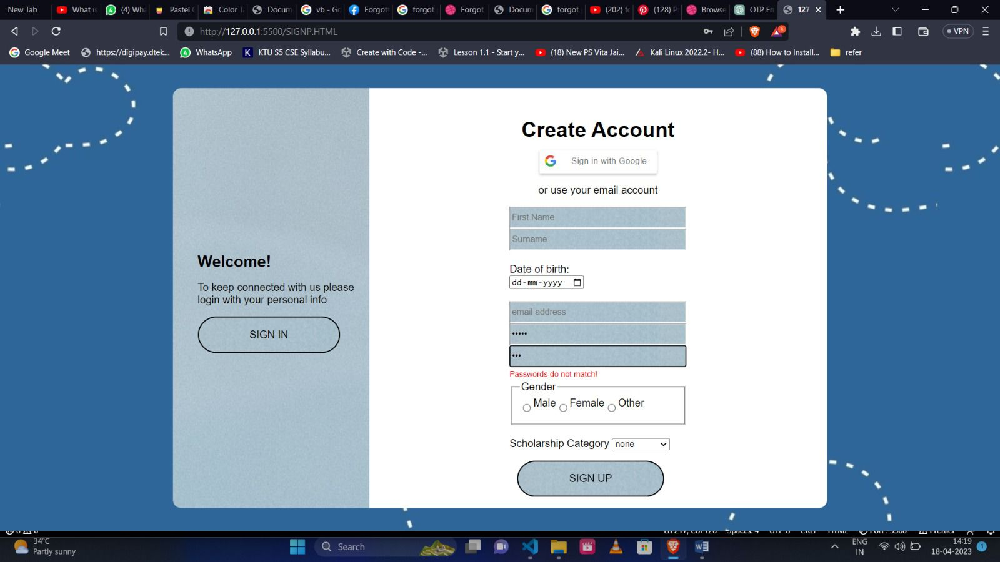 New Tab
What is
(4) Wha
Pastel C
Color T
Docum
vb - Go
Forgott
forgot
Forgot
Docum
forgot
(202) fo
(128) P
Browse
OTP En
127
http://127.0.0.1:5500/SIGNP.HTML
9
VPN
Google Meet
https://digipay.dtek...
WhatsApp
KTU S5 CSE Syllabu...
Create with Code -...
Lesson 1.1 - Start y...
(18) New PS Vita Jai...
Kali Linux 2022.2- H...
(88) How to Install...
refer
Create Account
Sign in with Google
or use your email account
First Name
Surname
Date of birth:
dd-mm-yyyy
email address
•••••
•••
Passwords do not match!
Gender
Male Female Other
Scholarship Category none
SIGN UP
Welcome!
To keep connected with us please
login with your personal info
SIGN IN
34°C
Partly sunny
Search
ENG
IN
14:19
18-04-2023
1